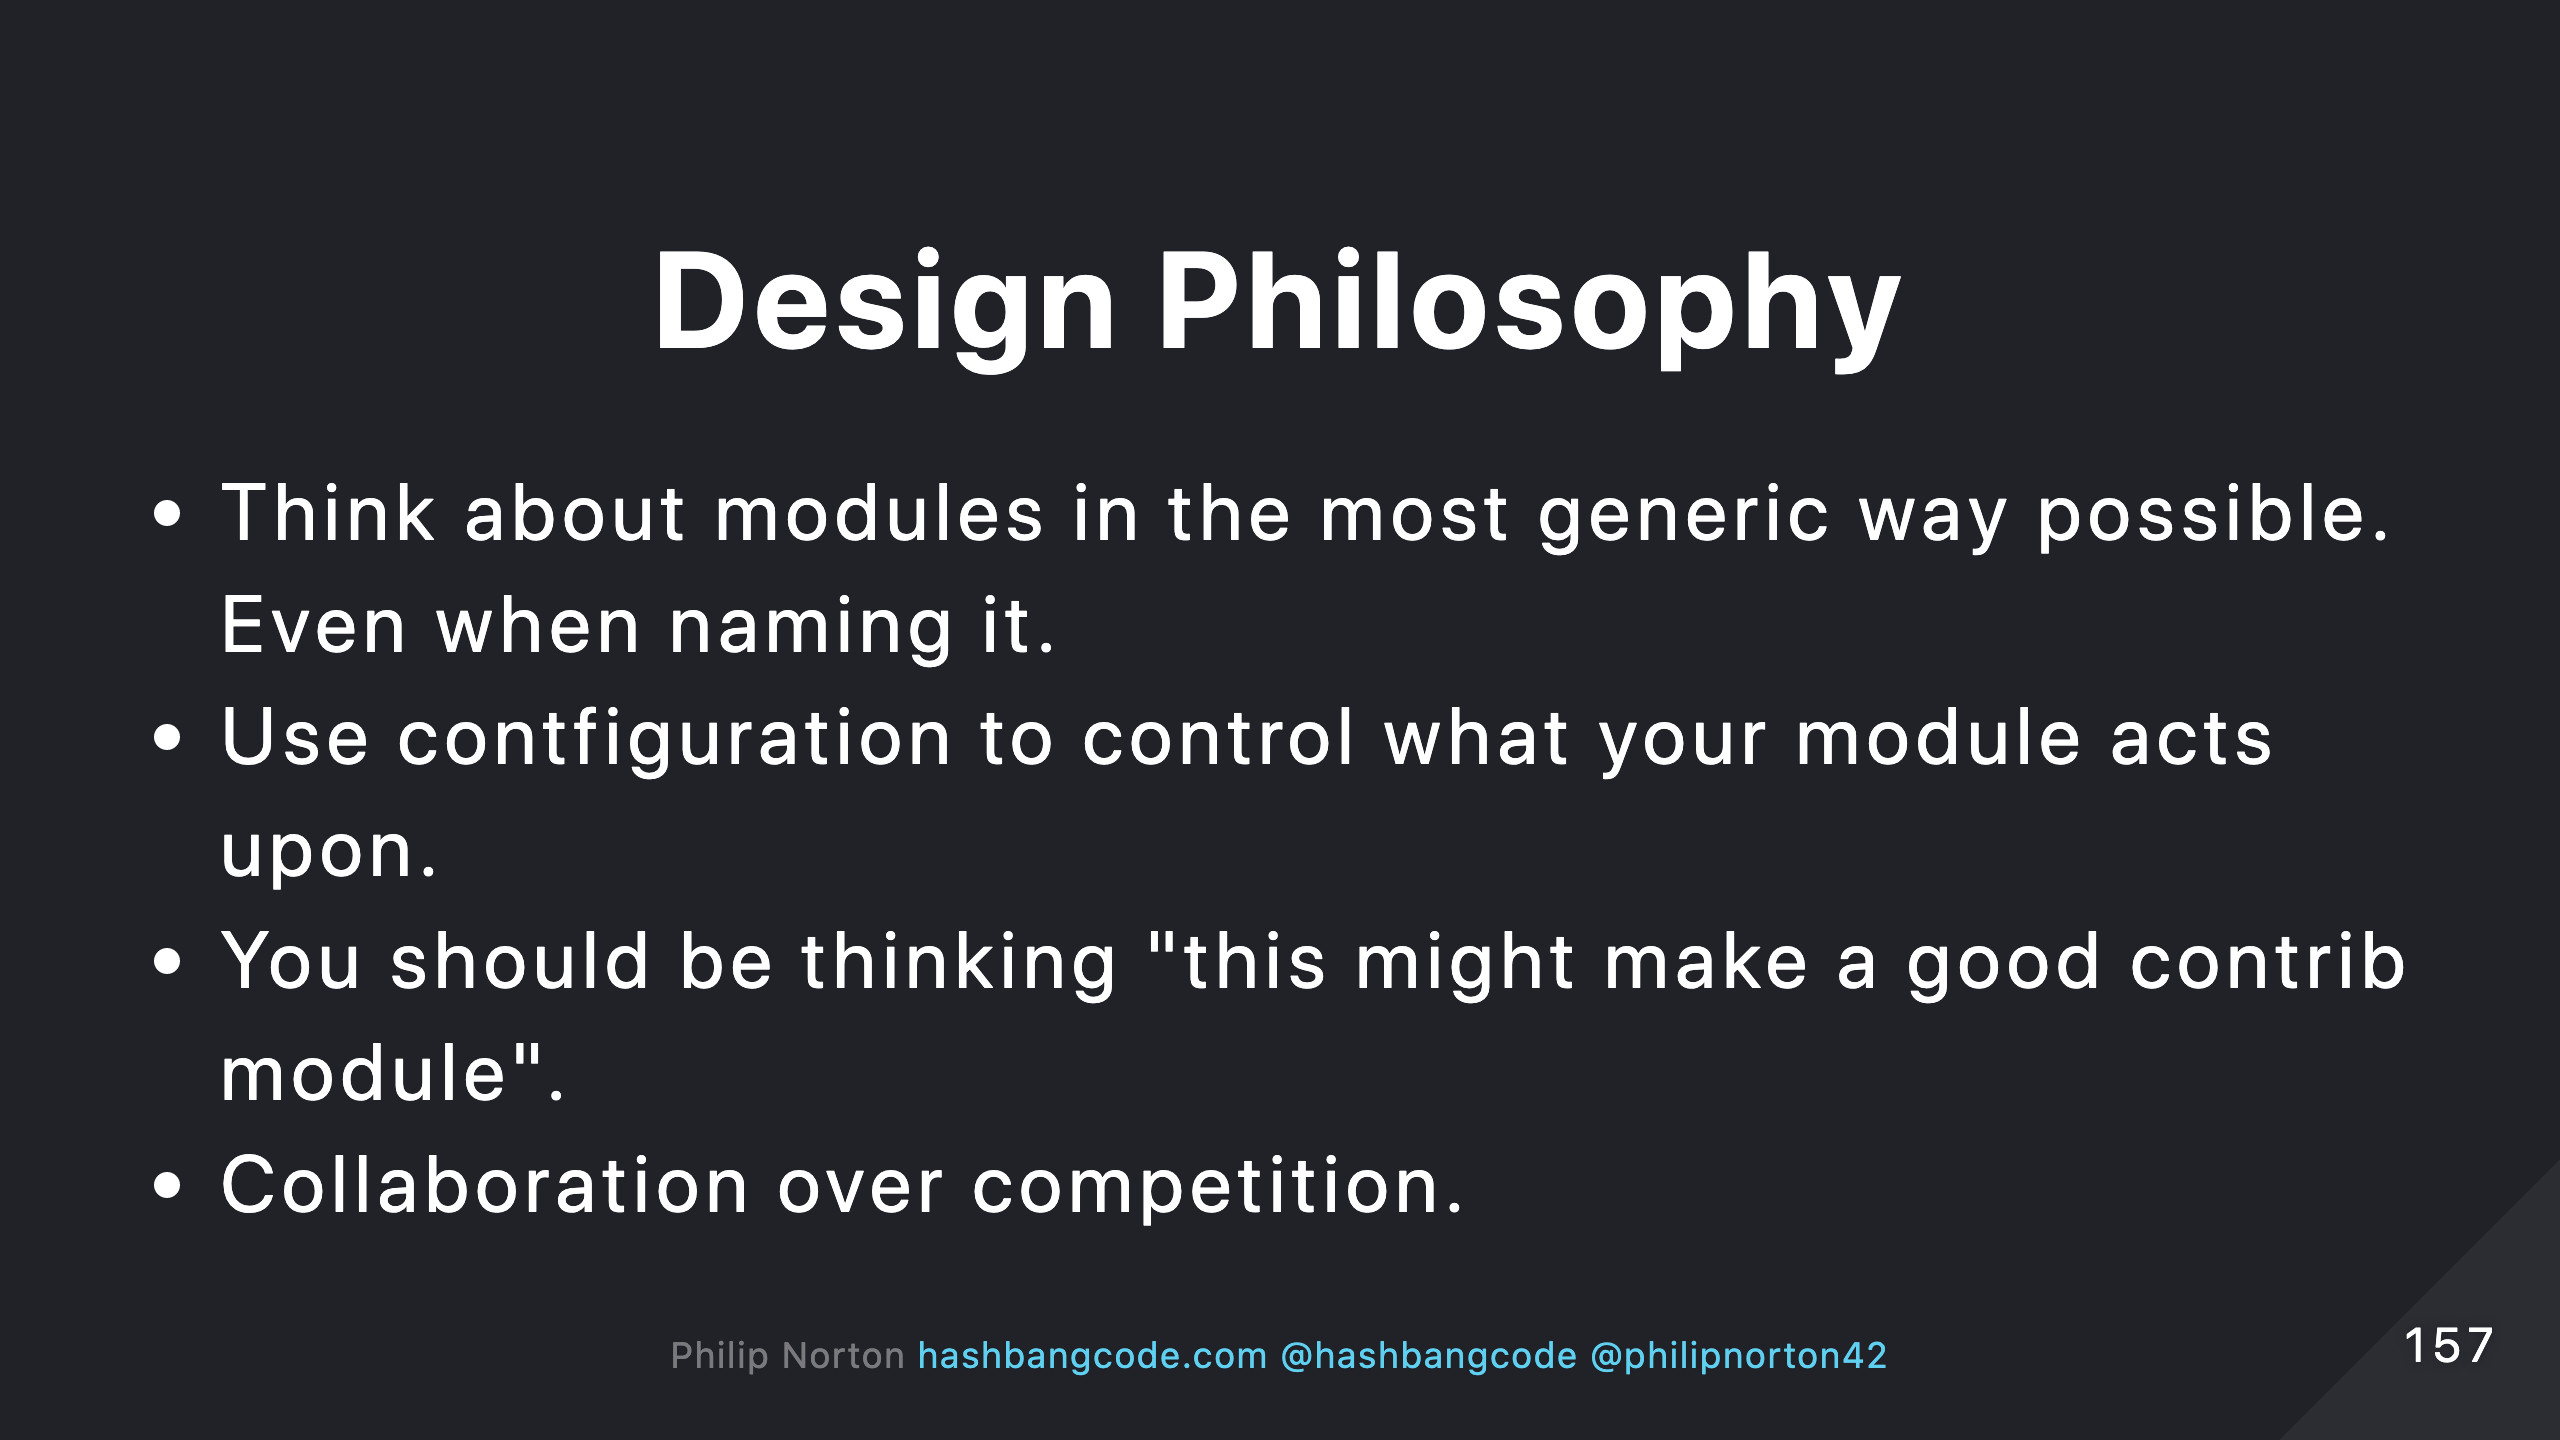 Design Philosophy
• Think about modules in the most generic way possible.
Even when naming it.
• Use contfiguration to control what your module acts
upon.
• You should be thinking "this might make a good contrib
module".
• Collaboration over competition.
Philip Norton hashbangcode.com @hashbangcode @philipnorton42
157